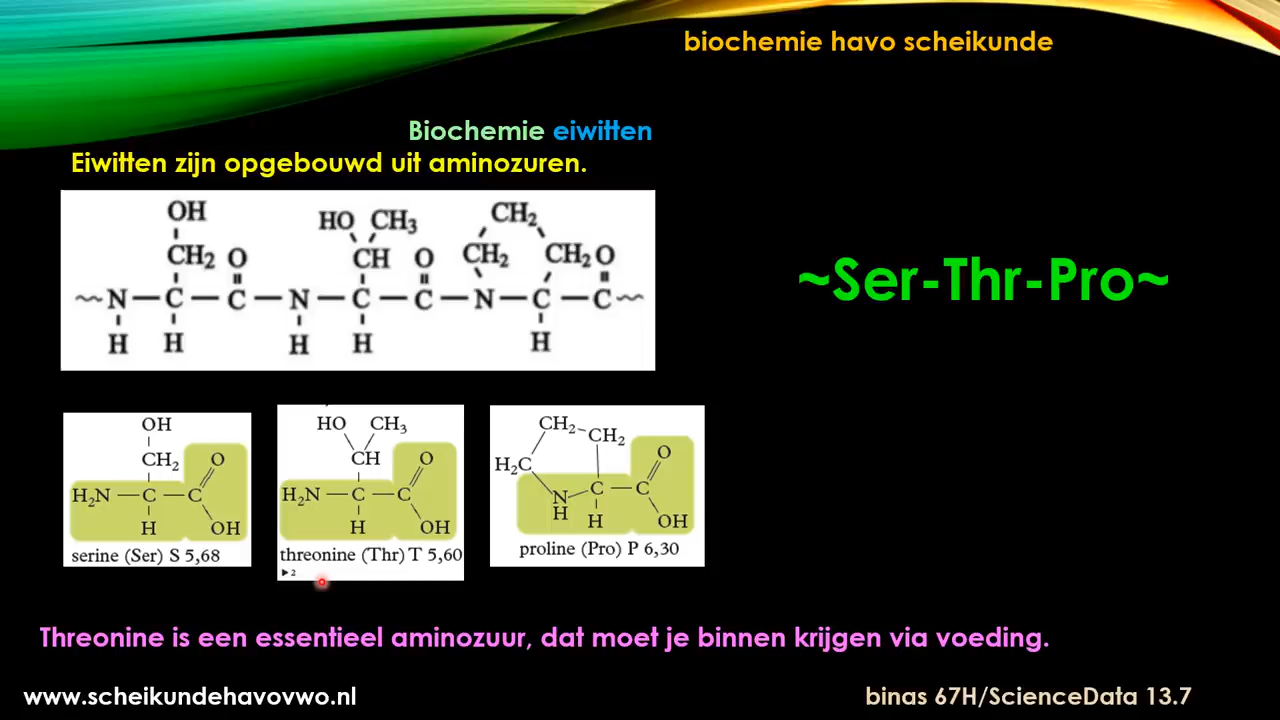 biochemie havo scheikunde
Biochemie eiwitten
Eiwitten zijn opgebouwd uit aminozuren.
OH HO CH₃ CH₂
CH₂ O CH O CH₂ CH₂ O
~N—C—C—N—C—C—N—C—C~
H H H H H
~Ser-Thr-Pro~
OH
CH₂ O
H₂N—C—C
H OH
serine (Ser) S 5,68
HO CH₃
CH O
H₂N—C—C
H OH
threonine (Thr) T 5,60
►2
CH₂-CH₂
H₂C O
N C—C
H H OH
proline (Pro) P 6,30
Threonine is een essentieel aminozuur, dat moet je binnen krijgen via voeding.
www.scheikundehavovwo.nl
binas 67H/ScienceData 13.7